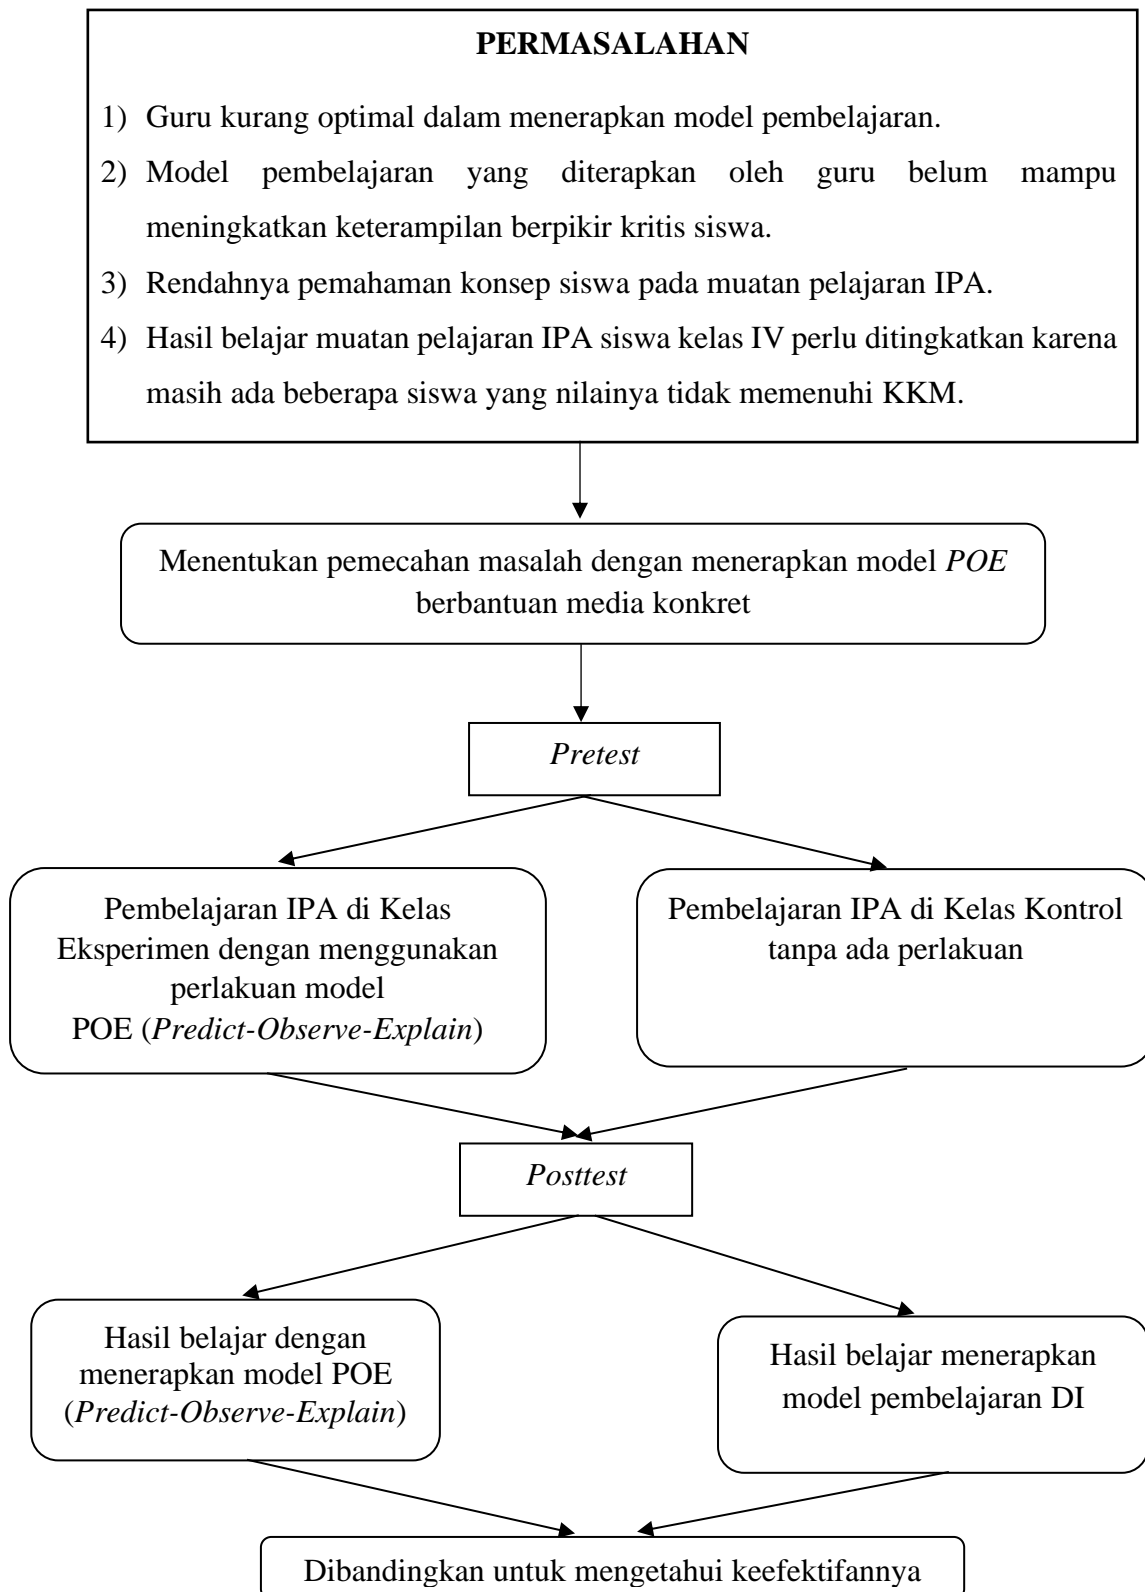 PERMASALAHAN
1) Guru kurang optimal dalam menerapkan model pembelajaran.
2) Model pembelajaran yang diterapkan oleh guru belum mampu
meningkatkan keterampilan berpikir kritis siswa.
3) Rendahnya pemahaman konsep siswa pada muatan pelajaran IPA.
4) Hasil belajar muatan pelajaran IPA siswa kelas IV perlu ditingkatkan karena
masih ada beberapa siswa yang nilainya tidak memenuhi KKM.
Menentukan pemecahan masalah dengan menerapkan model POE
berbantuan media konkret
Pretest
Pembelajaran IPA di Kelas
Eksperimen dengan menggunakan
perlakuan model
POE (Predict-Observe-Explain)
Pembelajaran IPA di Kelas Kontrol
tanpa ada perlakuan
Posttest
Hasil belajar dengan
menerapkan model POE
(Predict-Observe-Explain)
Hasil belajar menerapkan
model pembelajaran DI
Dibandingkan untuk mengetahui keefektifannya